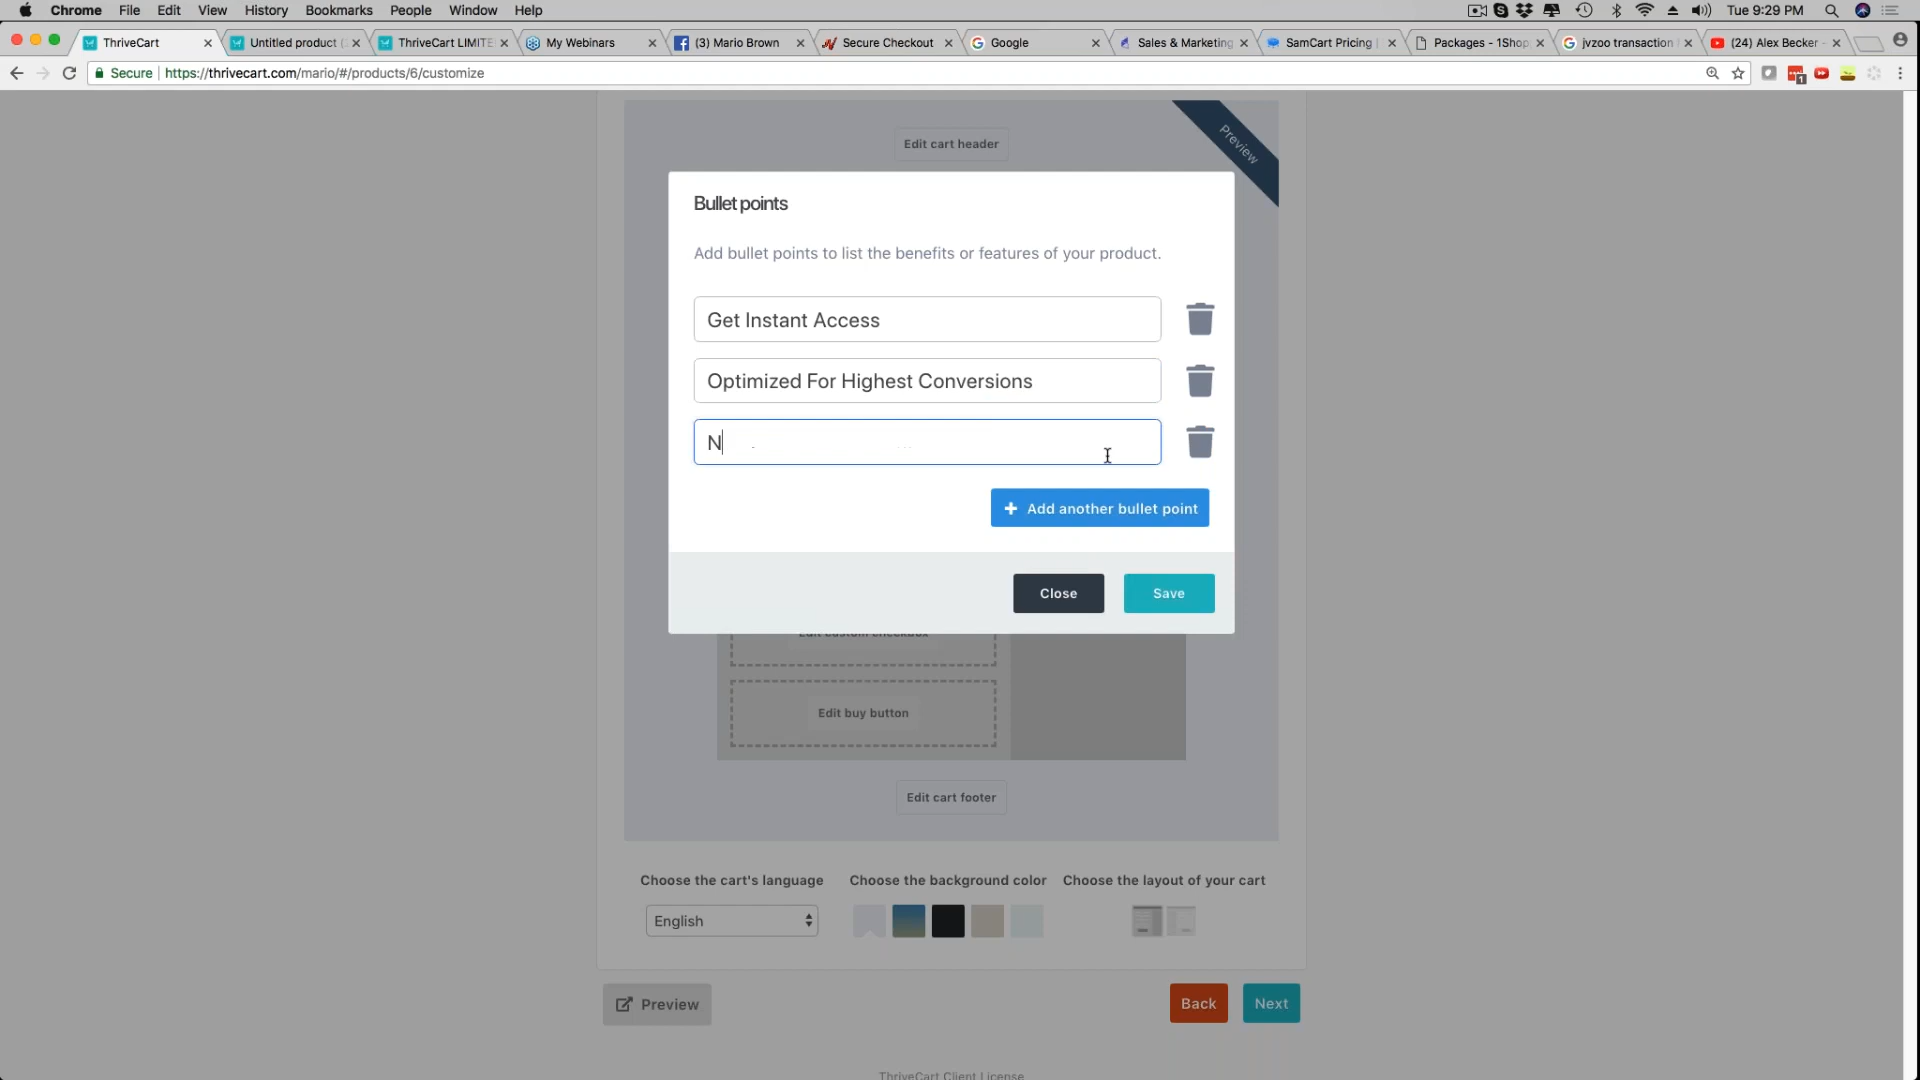 Chrome File Edit View History Bookmarks People Window Help Tue 9:29 PM
ThriveCart Untitled product ( ThriveCart LIMITE My Webinars (3) Mario Brown Secure Checkout Google Sales & Marketing SamCart Pricing Packages - 1Shop jvzoo transaction (24) Alex Becker -
Secure https://thrivecart.com/mario/#/products/6/customize
1
Edit cart header
Preview
Bullet points
Add bullet points to list the benefits or features of your product.
Get Instant Access
Optimized For Highest Conversions
N
+ Add another bullet point
Close Save
Edit custom checkbox
Edit buy button
Edit cart footer
Choose the cart's language Choose the background color Choose the layout of your cart
English
Preview Back Next
ThriveCart Client License